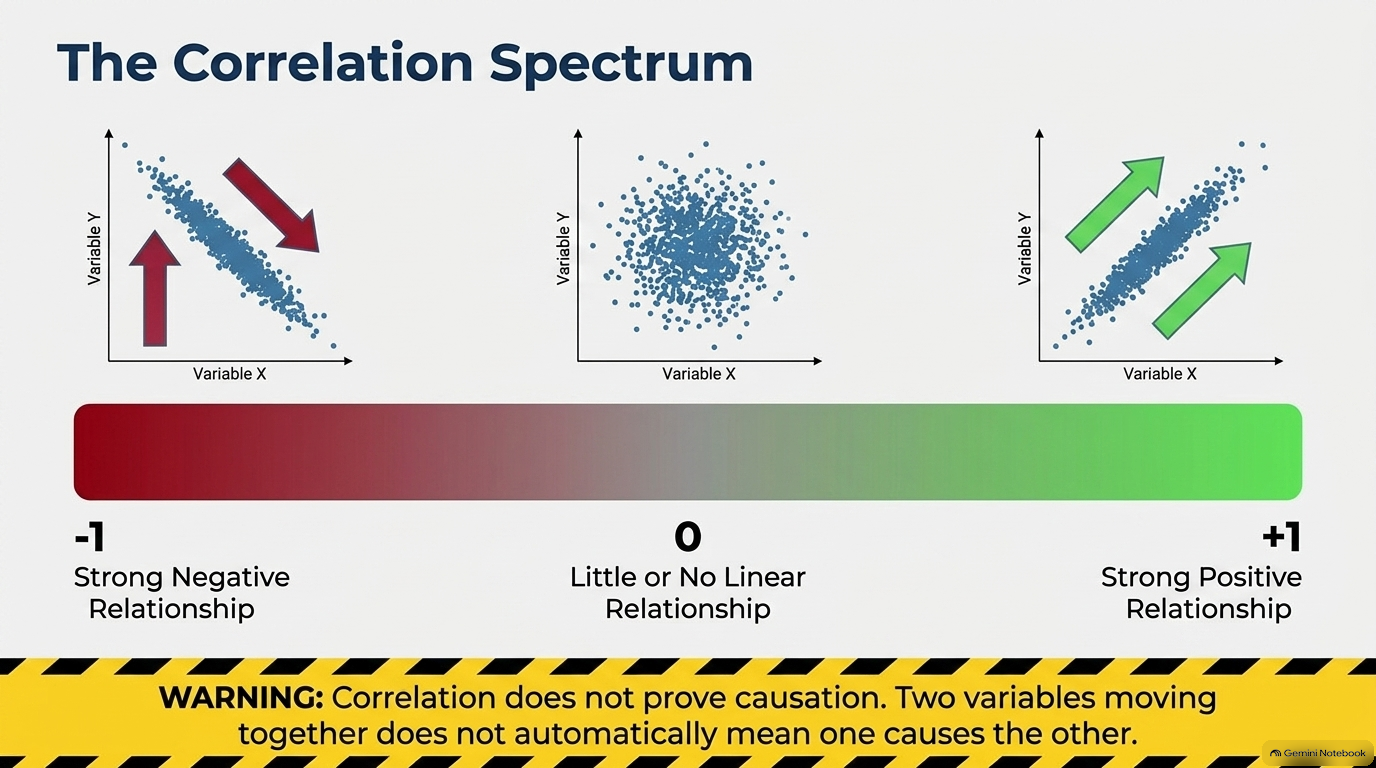 The Correlation Spectrum
Variable Y
Variable X
Variable Y
Variable X
Variable Y
Variable X
-1
Strong Negative
Relationship
0
Little or No Linear
Relationship
+1
Strong Positive
Relationship
WARNING: Correlation does not prove causation. Two variables moving
together does not automatically mean one causes the other.
Gemini Notebook